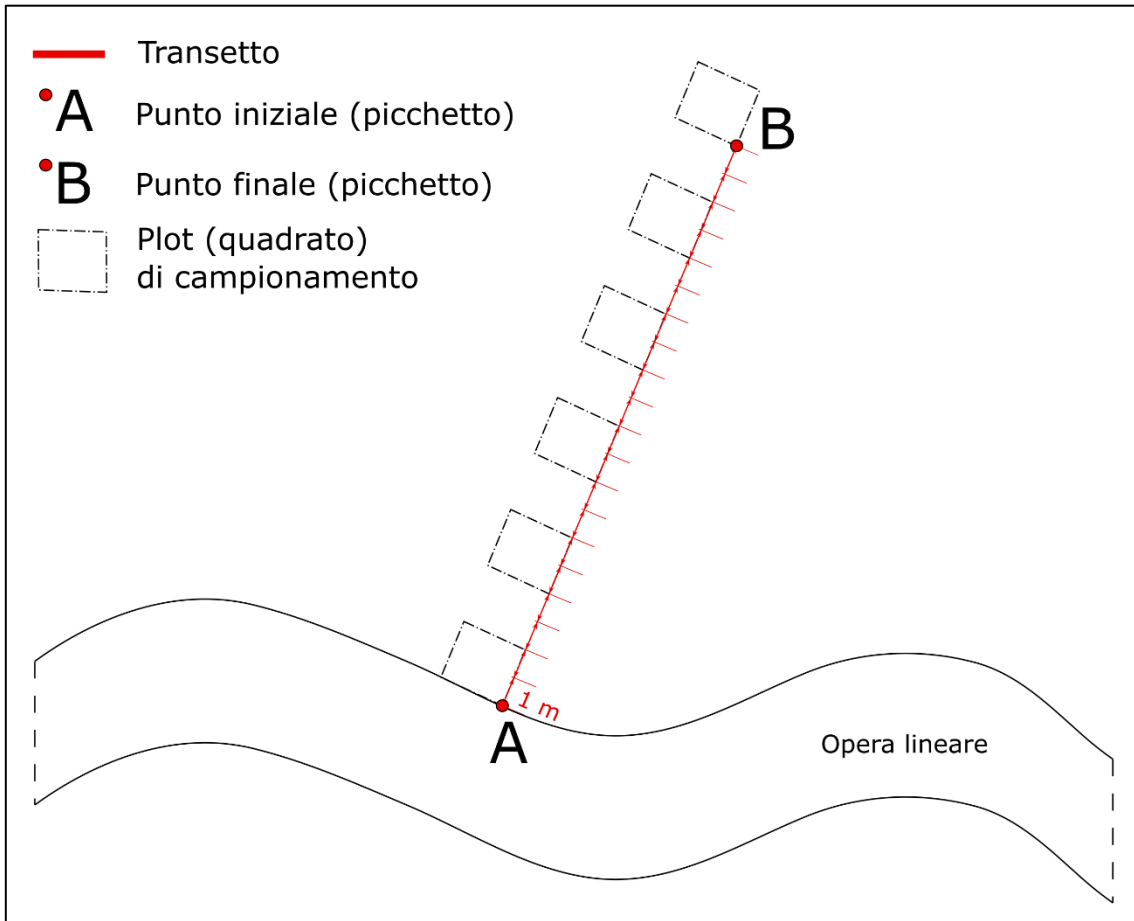 Transetto
A Punto iniziale (picchetto)
B Punto finale (picchetto)
Plot (quadrato)
di campionamento
B
1 m
A
Opera lineare